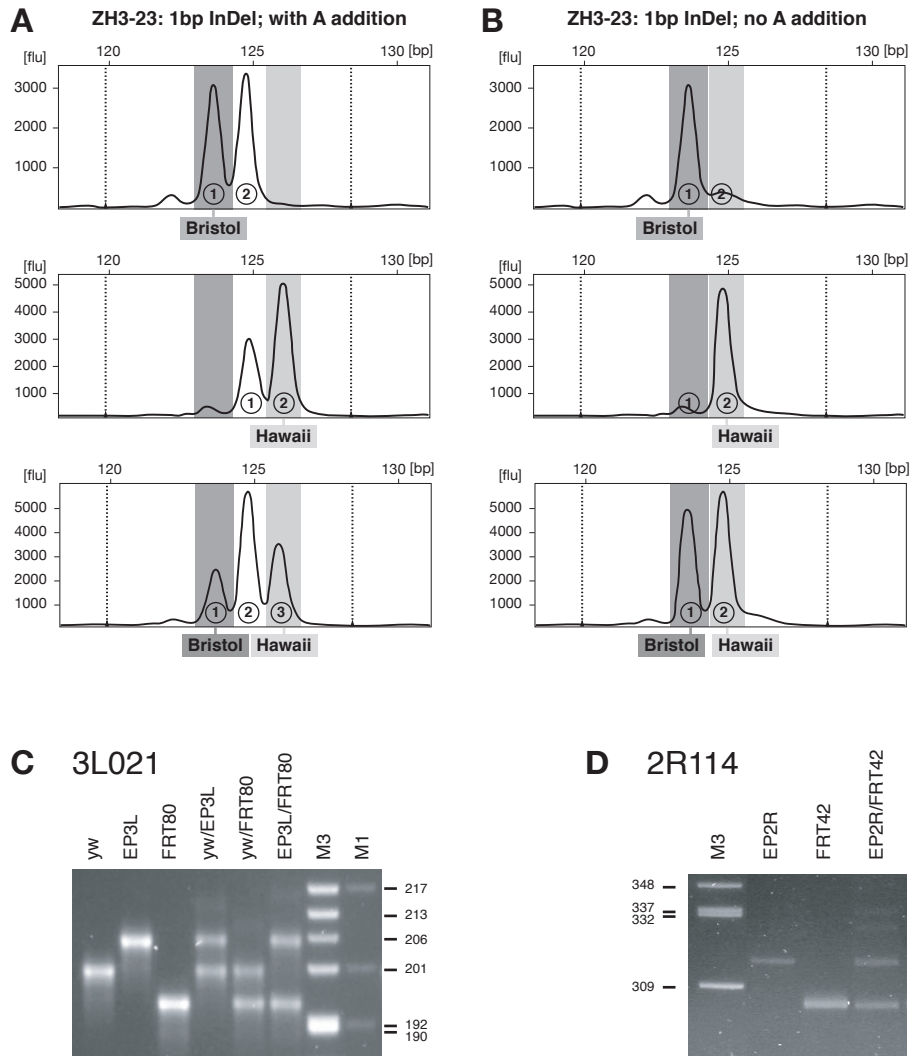 A ZH3-23: 1bp InDel; with A addition
[flu] 120 125 130 [bp]
3000
2000
1000
1 2
Bristol
[flu] 120 125 130 [bp]
5000
4000
3000
2000
1000
1 2
Hawaii
[flu] 120 125 130 [bp]
5000
4000
3000
2000
1000
1 2 3
Bristol Hawaii
B ZH3-23: 1bp InDel; no A addition
[flu] 120 125 130 [bp]
3000
2000
1000
1 2
Bristol
[flu] 120 125 130 [bp]
5000
4000
3000
2000
1000
1 2
Hawaii
[flu] 120 125 130 [bp]
5000
4000
3000
2000
1000
1 2
Bristol Hawaii
C 3L021
yw EP3L FRT80 yw/EP3L yw/FRT80 EP3L/FRT80 M3 M1
217
213
206
201
192
190
D 2R114
M3 EP2R FRT42 EP2R/FRT42
348
337
332
309